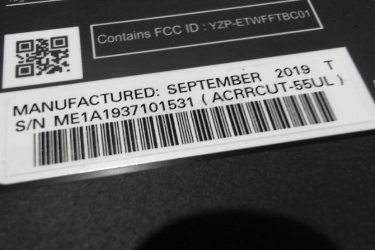 Contains FCC ID : YZP-ETWFFTBC01
MANUFACTURED: SEPTEMBER 2019 T
S/N ME1A1937101531 ( ACRRCUT-55UL )